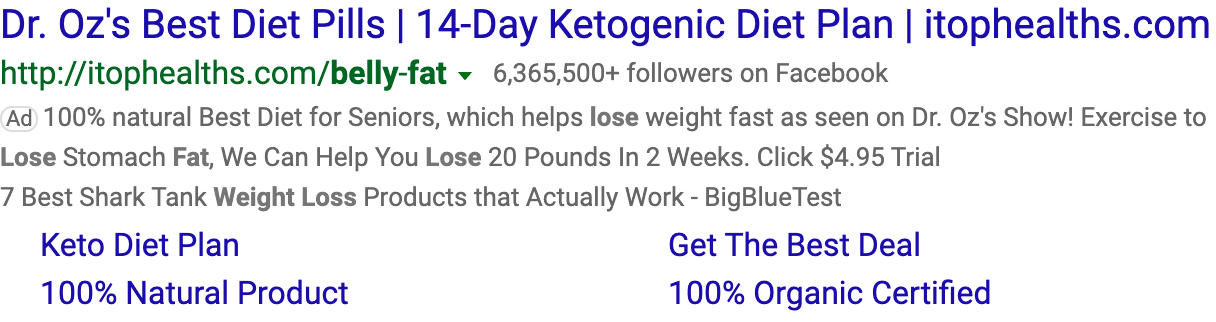 Dr. Oz's Best Diet Pills | 14-Day Ketogenic Diet Plan | itophealths.com
http://itophealths.com/belly-fat 6,365,500+ followers on Facebook
Ad 100% natural Best Diet for Seniors, which helps lose weight fast as seen on Dr. Oz's Show! Exercise to
Lose Stomach Fat, We Can Help You Lose 20 Pounds In 2 Weeks. Click $4.95 Trial
7 Best Shark Tank Weight Loss Products that Actually Work - BigBlueTest
Keto Diet Plan Get The Best Deal
100% Natural Product 100% Organic Certified